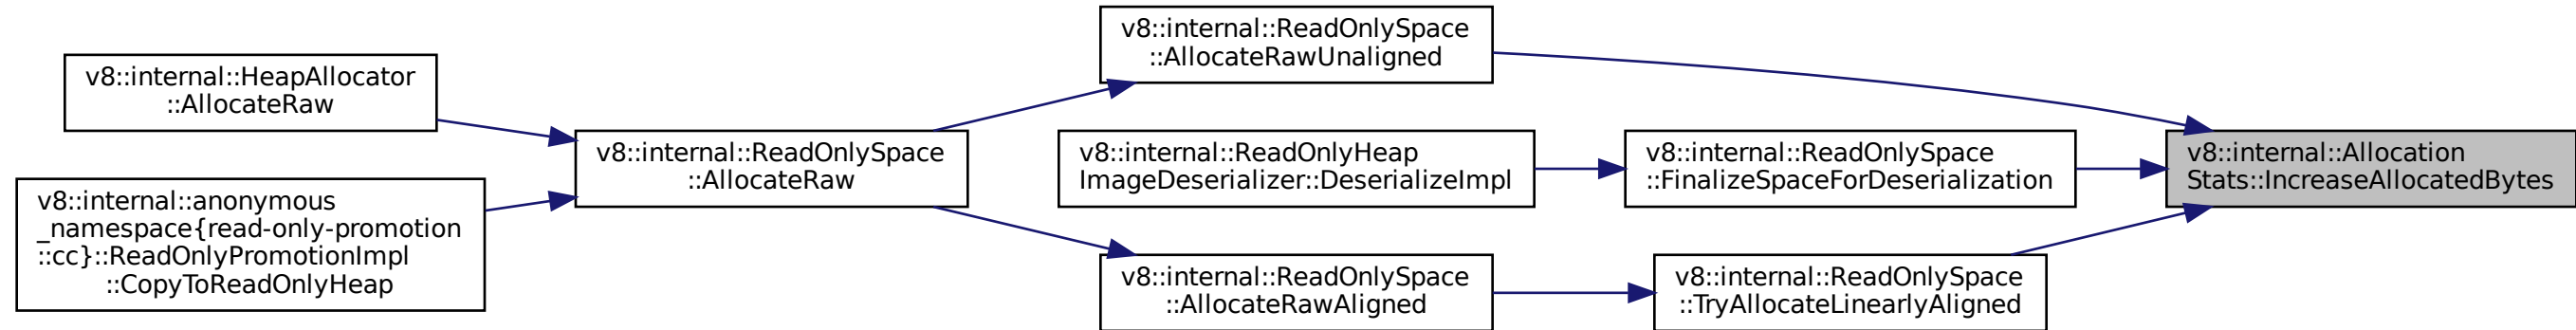 v8::internal::HeapAllocator
::AllocateRaw
v8::internal::anonymous
_namespace{read-only-promotion
::cc}::ReadOnlyPromotionImpl
::CopyToReadOnlyHeap
v8::internal::ReadOnlySpace
::AllocateRaw
v8::internal::ReadOnlySpace
::AllocateRawUnaligned
v8::internal::ReadOnlyHeap
ImageDeserializer::DeserializeImpl
v8::internal::ReadOnlySpace
::AllocateRawAligned
v8::internal::ReadOnlySpace
::FinalizeSpaceForDeserialization
v8::internal::ReadOnlySpace
::TryAllocateLinearlyAligned
v8::internal::Allocation
Stats::IncreaseAllocatedBytes